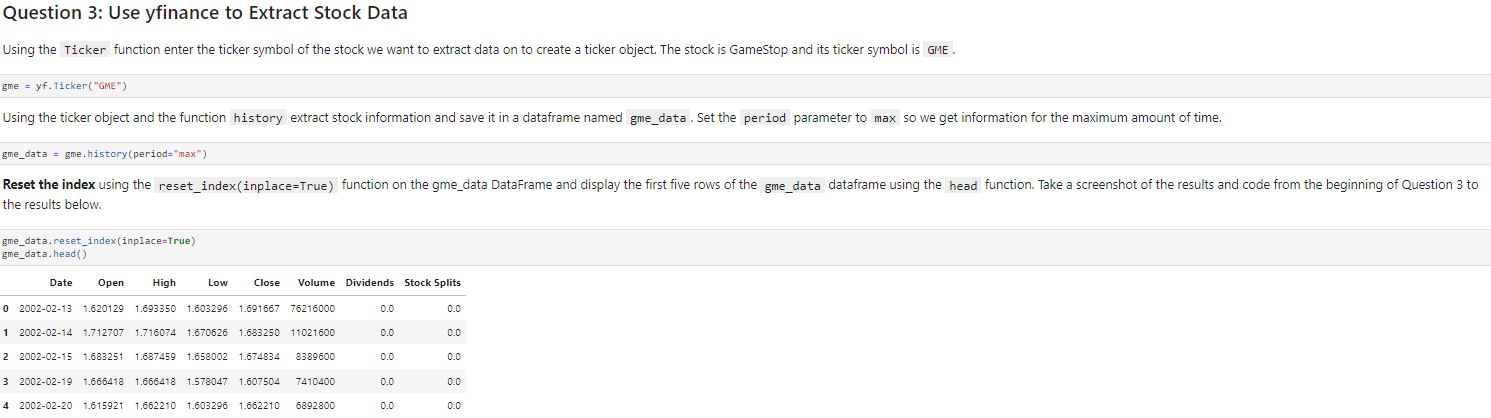 Question 3: Use yfinance to Extract Stock Data
Using the Ticker function enter the ticker symbol of the stock we want to extract data on to create a ticker object. The stock is GameStop and its ticker symbol is GME .
gme = yf.Ticker("GME")
Using the ticker object and the function history extract stock information and save it in a dataframe named gme_data . Set the period parameter to max so we get information for the maximum amount of time.
gme_data = gme.history(period="max")
Reset the index using the reset_index(inplace=True) function on the gme_data DataFrame and display the first five rows of the gme_data dataframe using the head function. Take a screenshot of the results and code from the beginning of Question 3 to
the results below.
gme_data.reset_index(inplace=True)
gme_data.head()
Date Open High Low Close Volume Dividends Stock Splits
0 2002-02-13 1.620129 1.693350 1.603296 1.691667 76216000 0.0 0.0
1 2002-02-14 1.712707 1.716074 1.670626 1.683250 11021600 0.0 0.0
2 2002-02-15 1.683251 1.687459 1.658002 1.674834 8389600 0.0 0.0
3 2002-02-19 1.666418 1.666418 1.578047 1.607504 7410400 0.0 0.0
4 2002-02-20 1.615921 1.662210 1.603296 1.662210 6892800 0.0 0.0